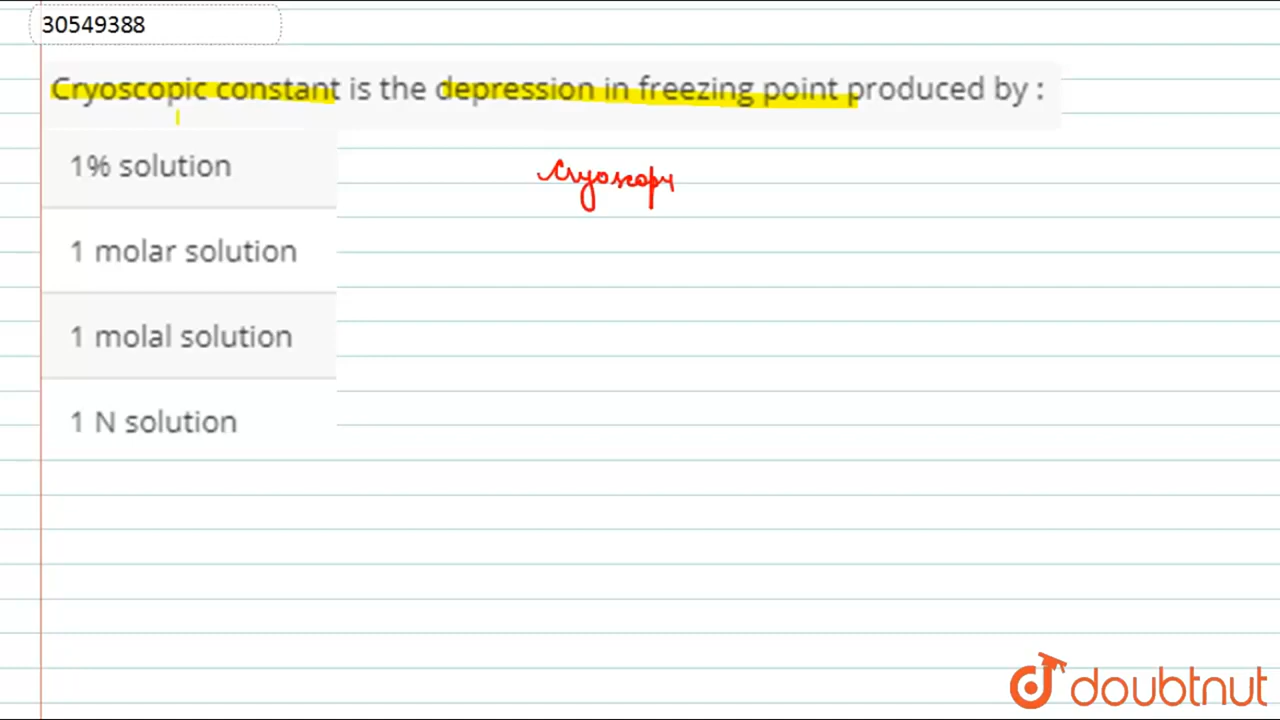 30549388
Cryoscopic constant is the depression in freezing point produced by :
1% solution
cryoscopy
1 molar solution
1 molal solution
1 N solution
doubtnut